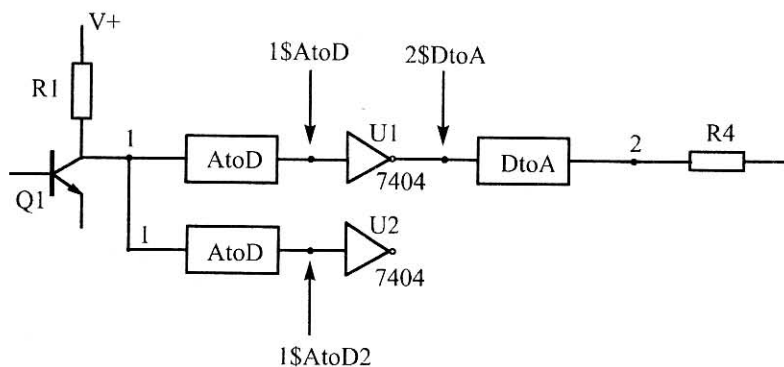 V+
1$AtoD
2$DtoA
R1
U1
1
AtoD
DtoA
2
R4
7404
Q1
1
AtoD
U2
7404
1$AtoD2